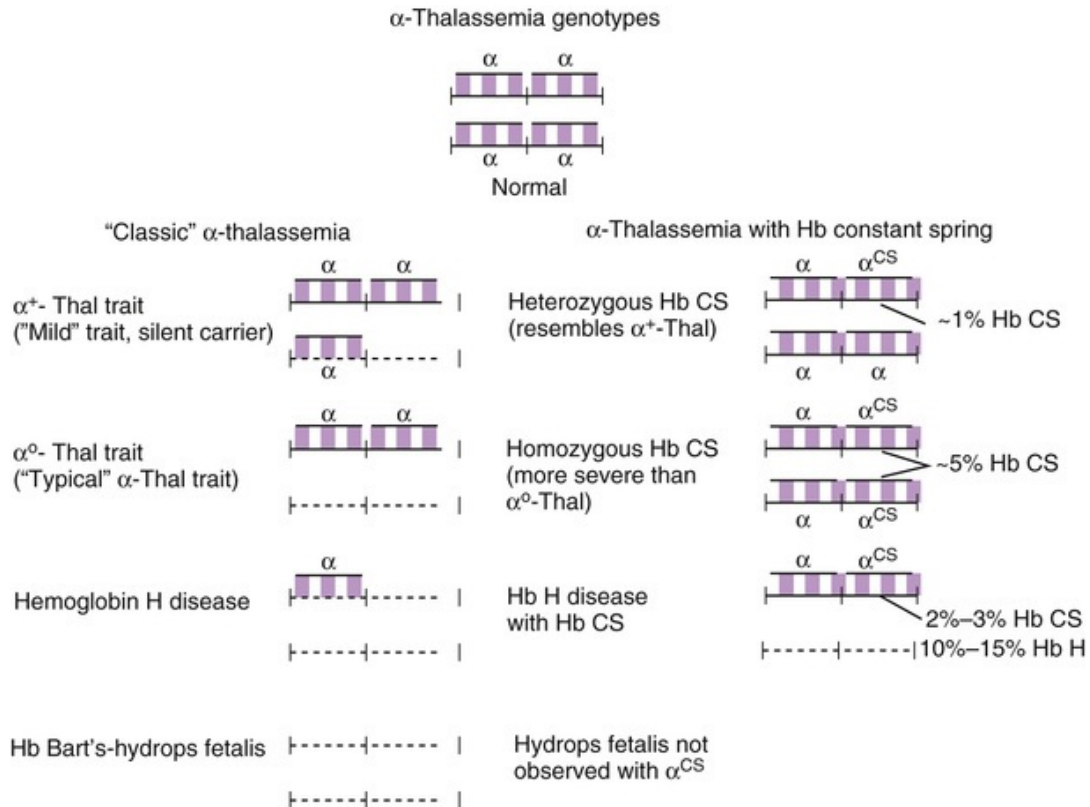 α-Thalassemia genotypes
α α
α α
Normal
“Classic” α-thalassemia
α α
α⁺- Thal trait
("Mild” trait, silent carrier)
α
α α
αᵒ- Thal trait
(“Typical” α-Thal trait)
α
Hemoglobin H disease
Hb Bart's-hydrops fetalis
α-Thalassemia with Hb constant spring
α αCS
Heterozygous Hb CS
(resembles α⁺-Thal)
~1% Hb CS
α α
α αCS
Homozygous Hb CS
(more severe than
αᵒ-Thal)
~5% Hb CS
α αCS
α αCS
Hb H disease
with Hb CS
2%–3% Hb CS
10%–15% Hb H
Hydrops fetalis not
observed with αCS